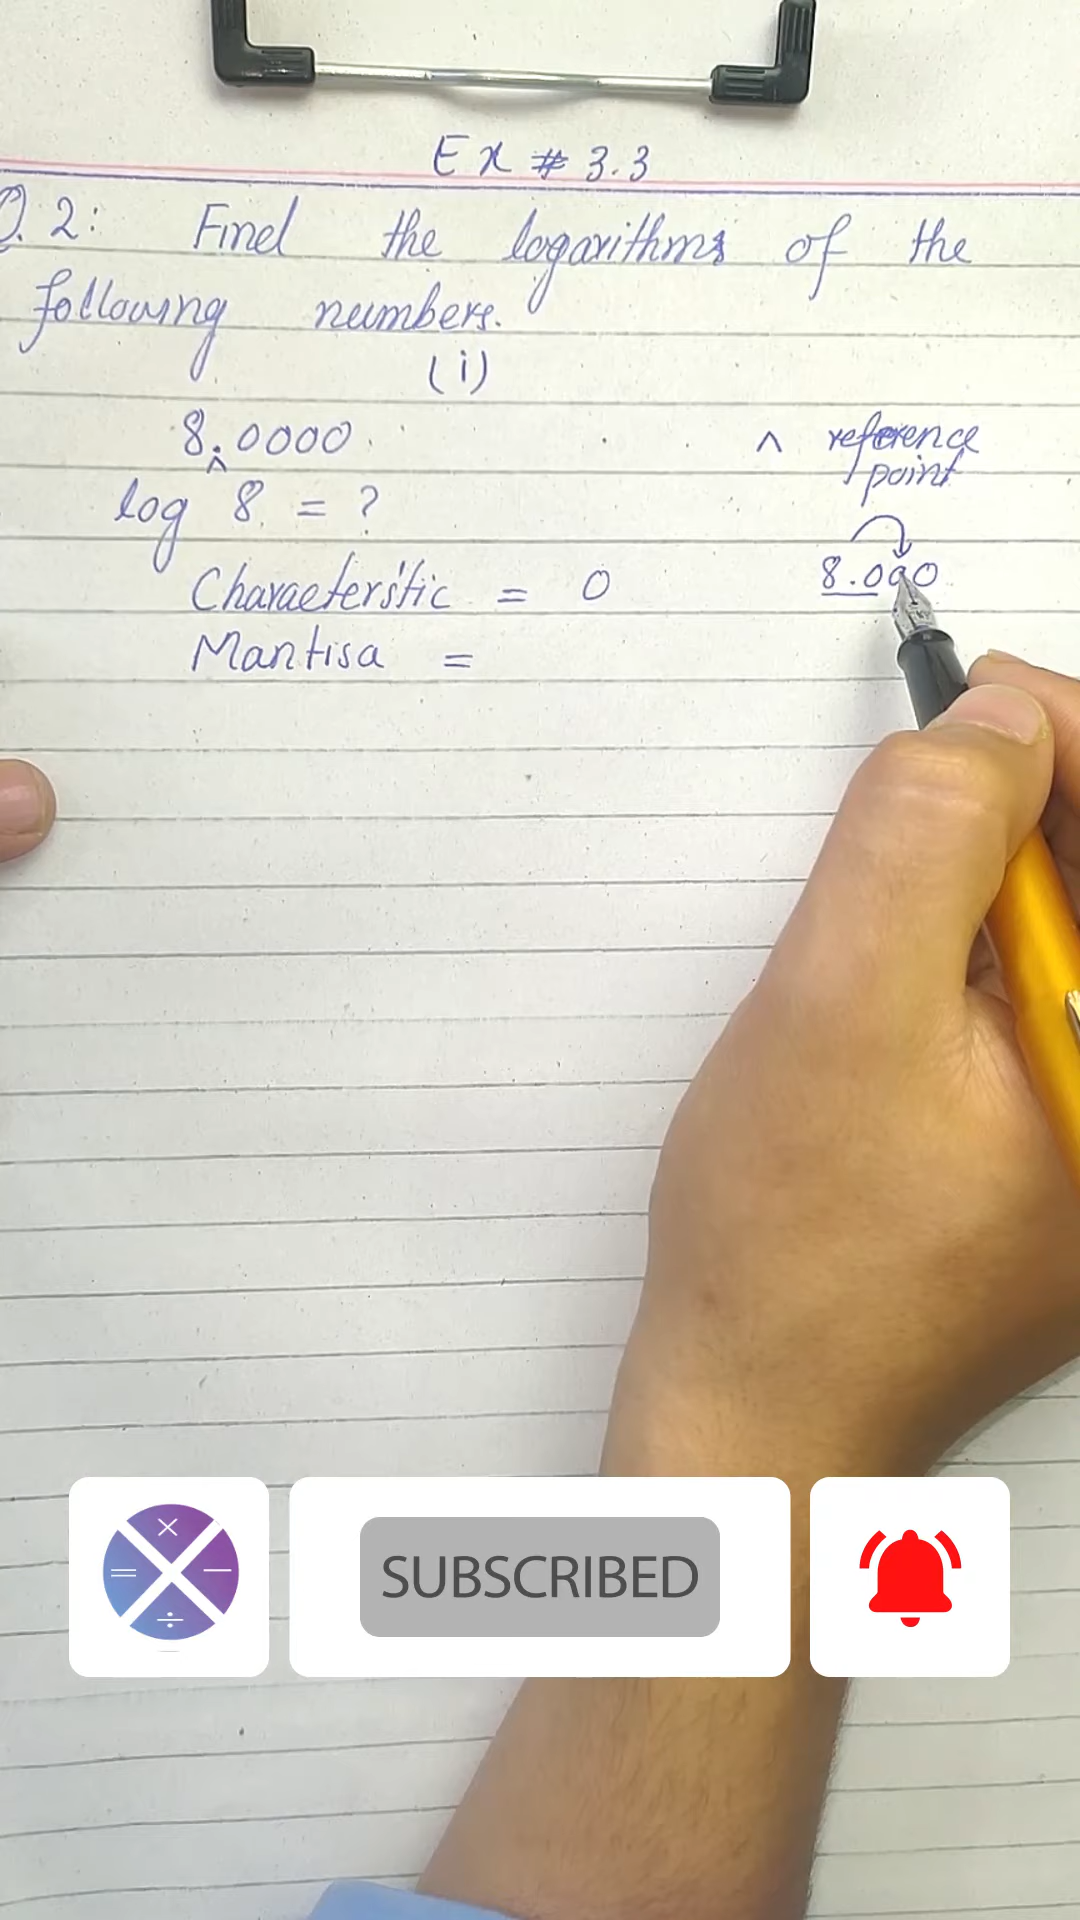 Ex # 3.3
Q.2: Find the logarithms of the
following numbers.
(i)
8.0000
^ reference
point
log 8 = ?
8.000
Characteristic = 0
Mantisa =
SUBSCRIBED